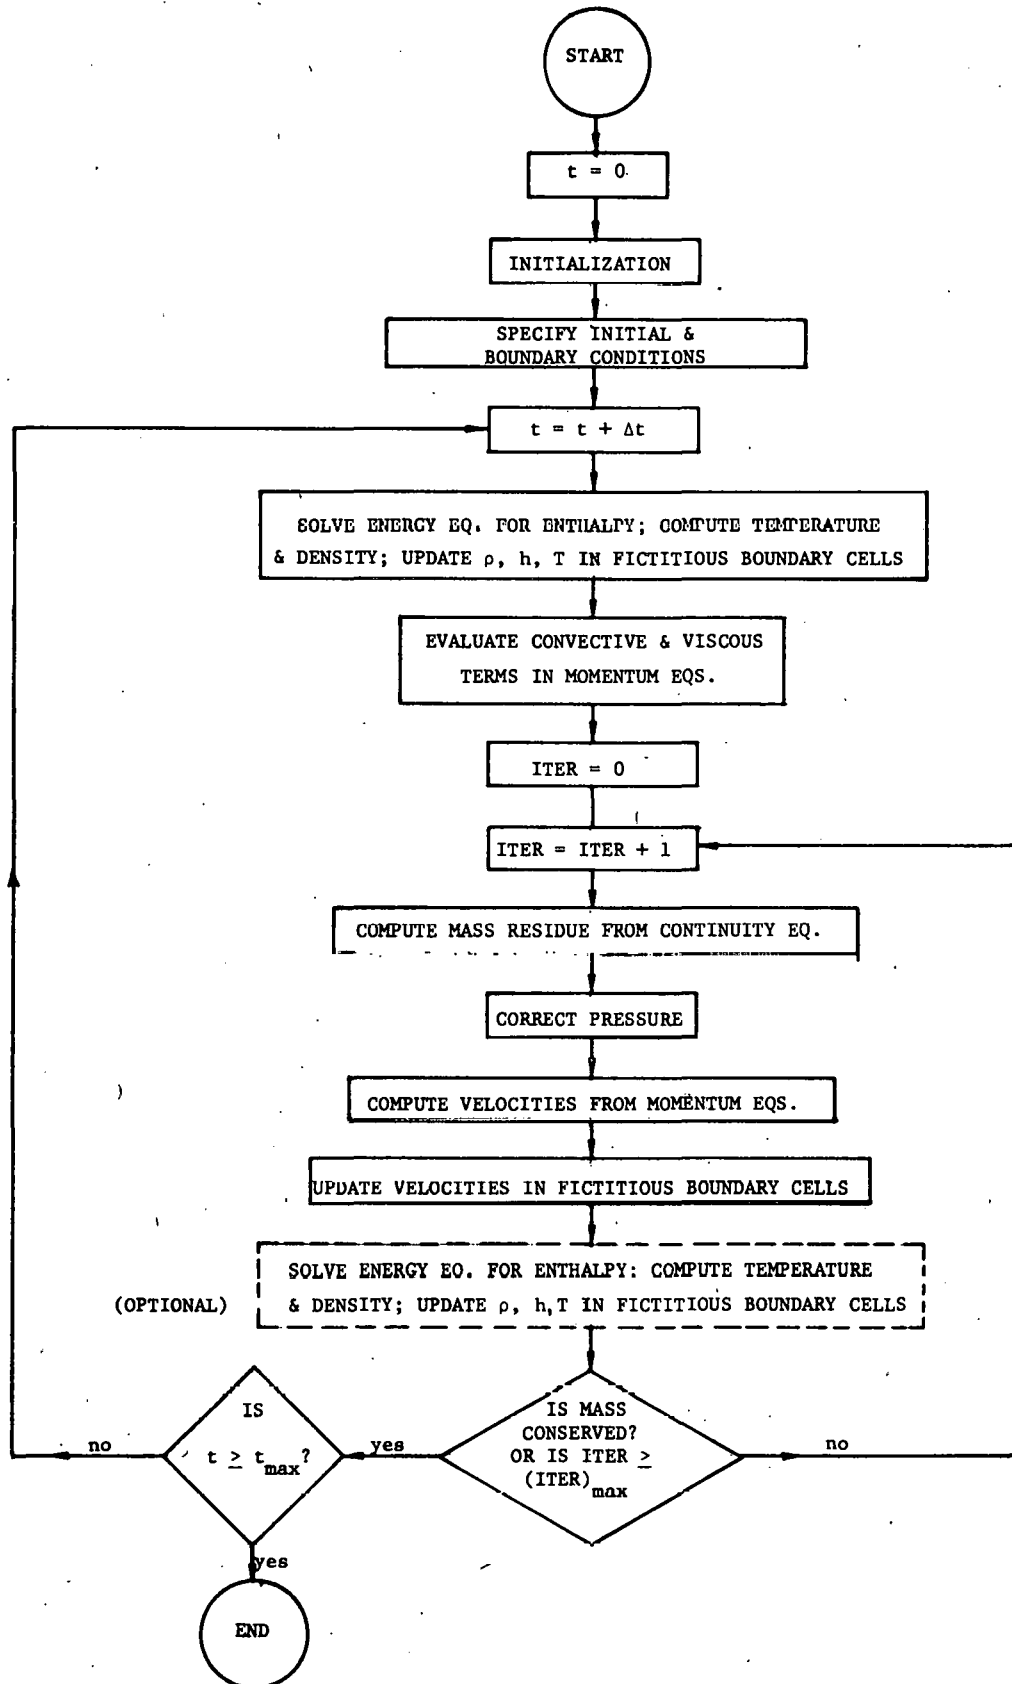 START
t = 0
INITIALIZATION
SPECIFY INITIAL &
BOUNDARY CONDITIONS
t = t + Δt
SOLVE ENERGY EQ. FOR ENTHALPY; COMPUTE TEMPERATURE
& DENSITY; UPDATE ρ, h, T IN FICTITIOUS BOUNDARY CELLS
EVALUATE CONVECTIVE & VISCOUS
TERMS IN MOMENTUM EQS.
ITER = 0
ITER = ITER + 1
COMPUTE MASS RESIDUE FROM CONTINUITY EQ.
CORRECT PRESSURE
COMPUTE VELOCITIES FROM MOMENTUM EQS.
UPDATE VELOCITIES IN FICTITIOUS BOUNDARY CELLS
(OPTIONAL)
SOLVE ENERGY EQ. FOR ENTHALPY: COMPUTE TEMPERATURE
& DENSITY; UPDATE ρ, h,T IN FICTITIOUS BOUNDARY CELLS
IS MASS
CONSERVED?
OR IS ITER ≥
(ITER)max
no
yes
IS
t ≥ tmax?
no
yes
END